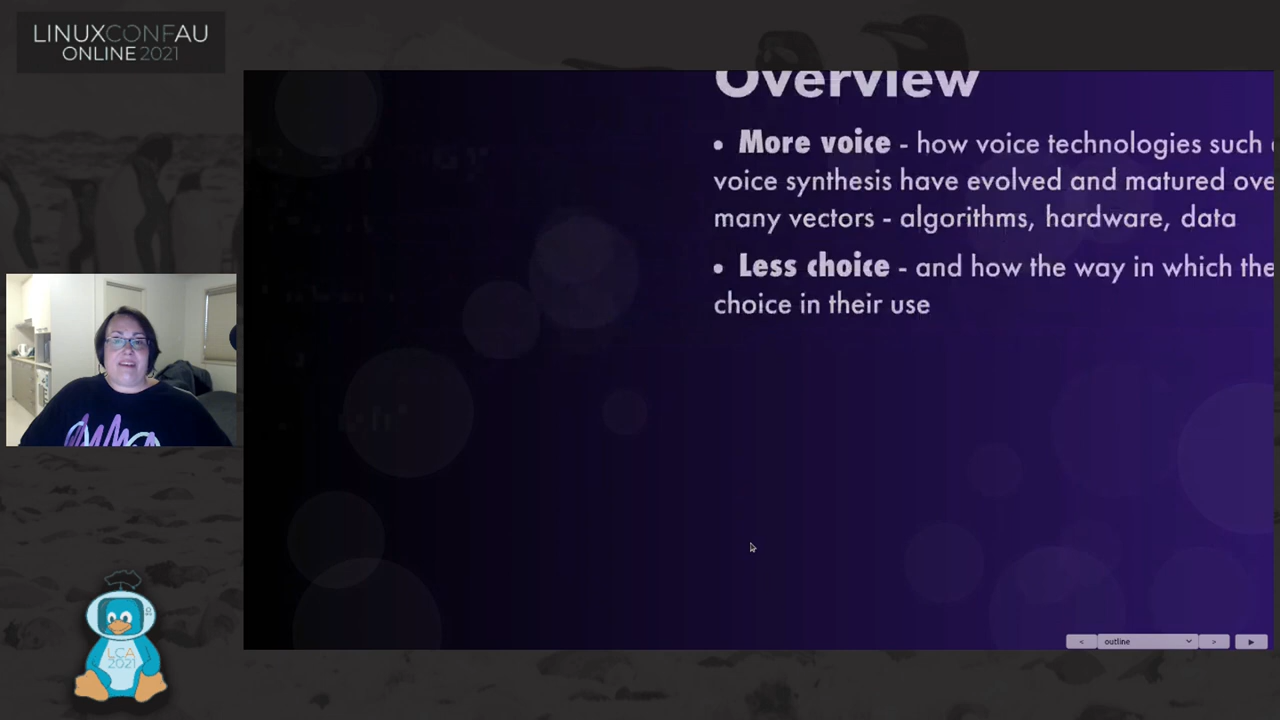 LINUXCONFAU
ONLINE 2021
Overview
• More voice - how voice technologies such
voice synthesis have evolved and matured ove
many vectors - algorithms, hardware, data
• Less choice - and how the way in which the
choice in their use
LCA
2021
< outline >